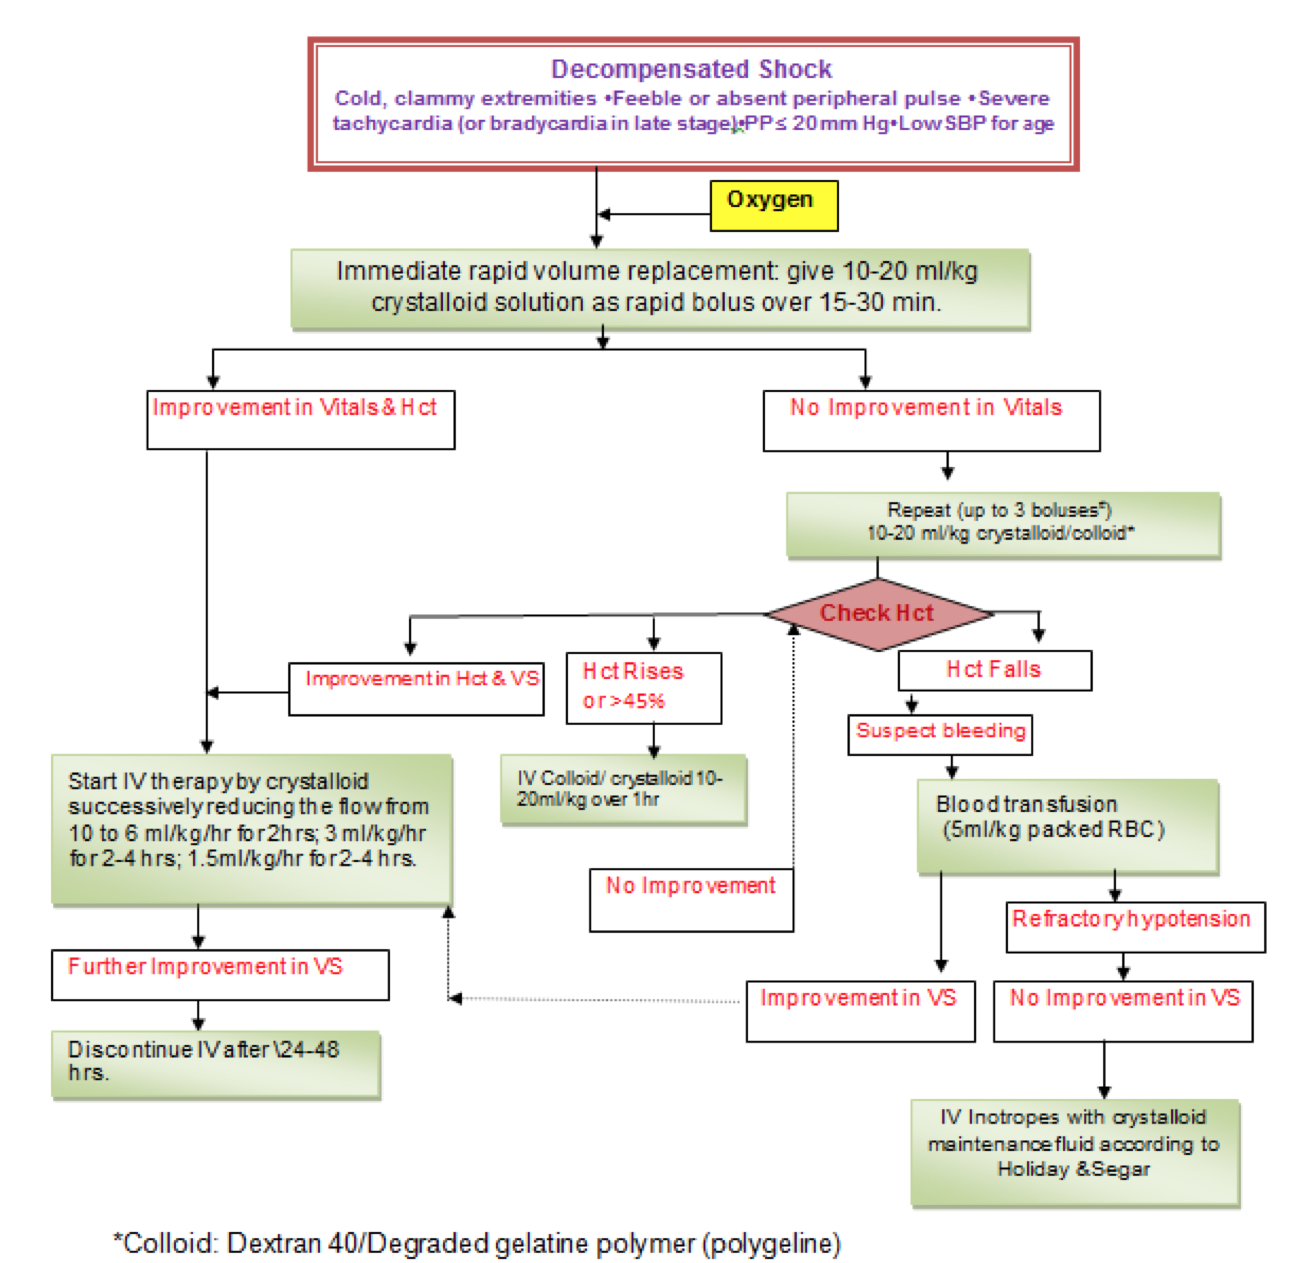 Decompensated Shock
Cold, clammy extremities •Feeble or absent peripheral pulse •Severe
tachycardia (or bradycardia in late stage);•PP≤ 20 mm Hg•Low SBP for age
Oxygen
Immediate rapid volume replacement: give 10-20 ml/kg
crystalloid solution as rapid bolus over 15-30 min.
Improvement in Vitals & Hct
No Improvement in Vitals
Repeat (up to 3 boluses*)
10-20 ml/kg crystalloid/colloid*
Check Hct
Improvement in Hct & VS
Hct Rises
or >45%
Hct Falls
Suspect bleeding
Start IV therapy by crystalloid
successively reducing the flow from
10 to 6 ml/kg/hr for 2hrs; 3 ml/kg/hr
for 2-4 hrs; 1.5ml/kg/hr for 2-4 hrs.
IV Colloid/ crystalloid 10-
20ml/kg over 1hr
Blood transfusion
(5ml/kg packed RBC)
No Improvement
Refractory hypotension
Further Improvement in VS
Improvement in VS
No Improvement in VS
Discontinue IV after \24-48
hrs.
IV Inotropes with crystalloid
maintenance fluid according to
Holiday &Segar
*Colloid: Dextran 40/Degraded gelatine polymer (polygeline)